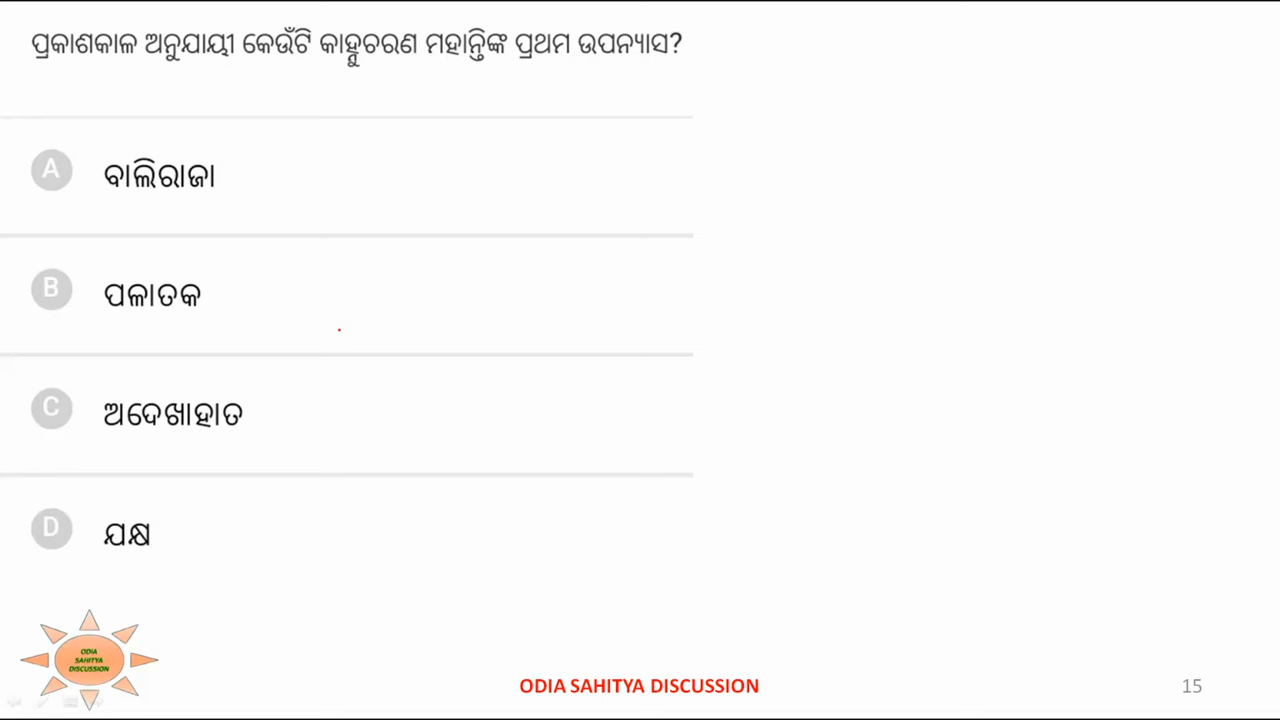 ପ୍ରକାଶକାଳ ଅନୁଯାୟୀ କେଉଁଟି କାହ୍ନୁଚରଣ ମହାନ୍ତିଙ୍କ ପ୍ରଥମ ଉପନ୍ୟାସ?
A ବାଲିରାଜା
B ପଳାତକ
C ଅଦେଖାହାତ
D ଯକ୍ଷ
ODIA
SAHITYA
DISCUSSION
ODIA SAHITYA DISCUSSION 15